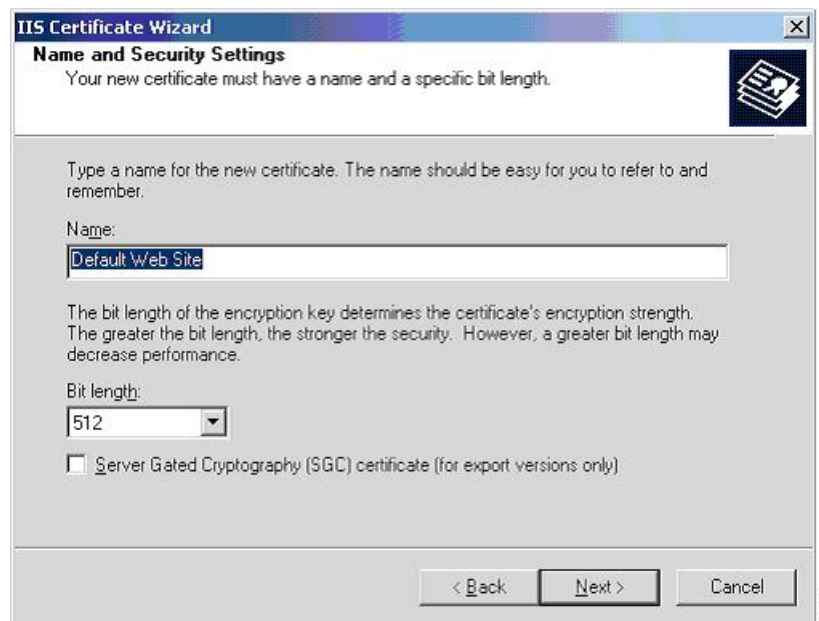 IIS Certificate Wizard
Name and Security Settings
Your new certificate must have a name and a specific bit length.
Type a name for the new certificate. The name should be easy for you to refer to and
remember.
Name:
Default Web Site
The bit length of the encryption key determines the certificate's encryption strength.
The greater the bit length, the stronger the security. However, a greater bit length may
decrease performance.
Bit length:
512
Server Gated Cryptography (SGC) certificate (for export versions only)
< Back Next > Cancel